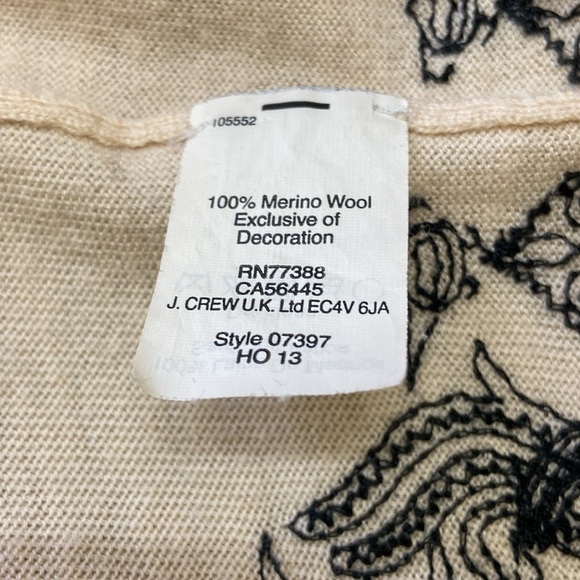 105552
100% Merino Wool
Exclusive of
Decoration
RN77388
CA56445
J. CREW U.K. Ltd EC4V 6JA
Style 07397
HO 13